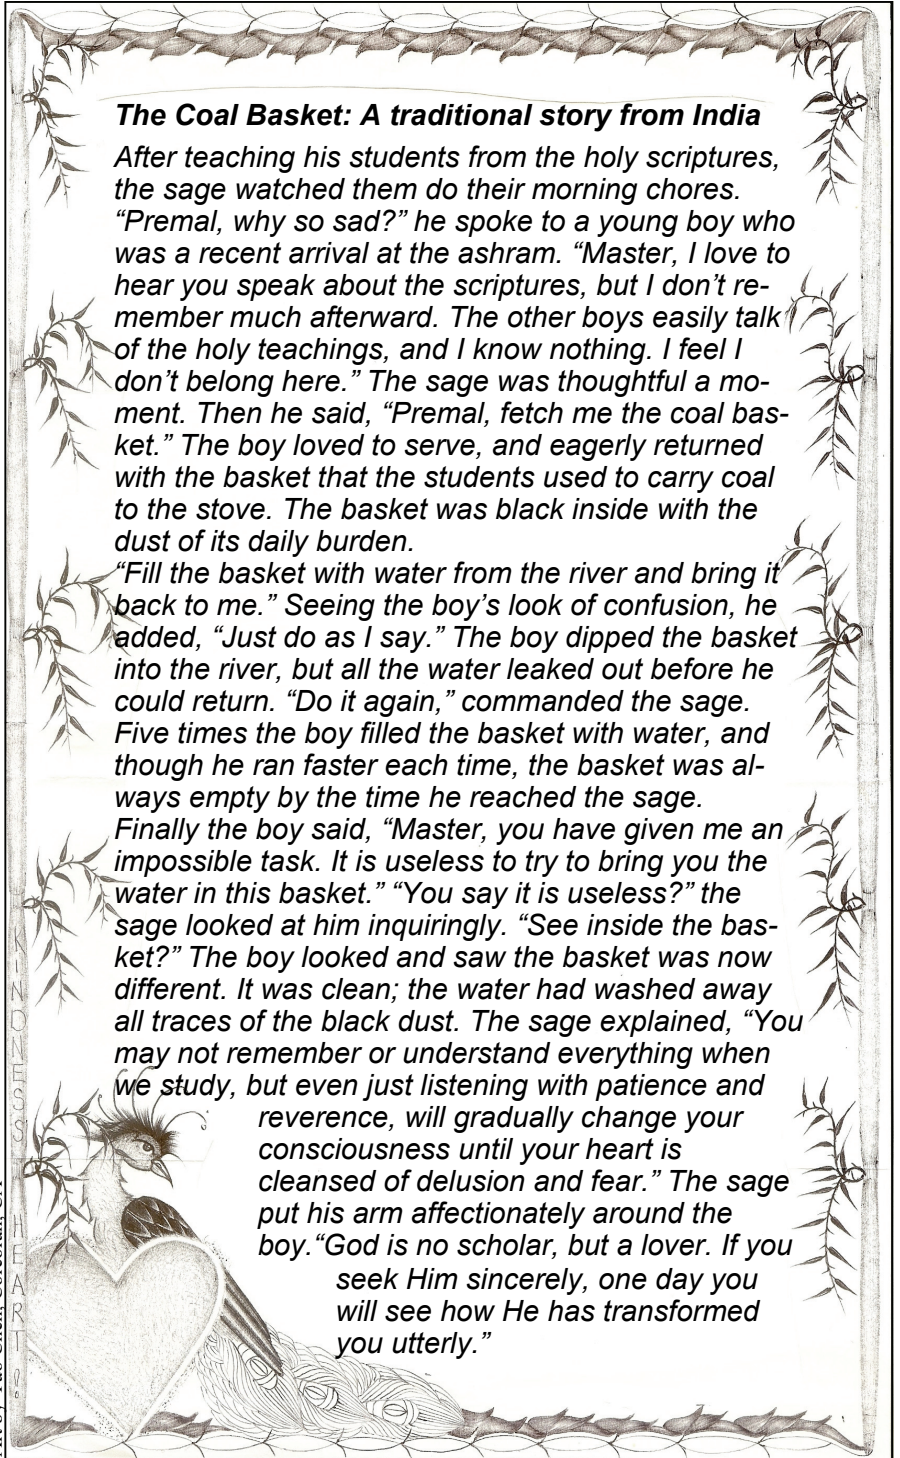 The Coal Basket: A traditional story from India
After teaching his students from the holy scriptures,
the sage watched them do their morning chores.
“Premal, why so sad?” he spoke to a young boy who
was a recent arrival at the ashram. “Master, I love to
hear you speak about the scriptures, but I don’t re-
member much afterward. The other boys easily talk
of the holy teachings, and I know nothing. I feel I
don’t belong here.” The sage was thoughtful a mo-
ment. Then he said, “Premal, fetch me the coal bas-
ket.” The boy loved to serve, and eagerly returned
with the basket that the students used to carry coal
to the stove. The basket was black inside with the
dust of its daily burden.
“Fill the basket with water from the river and bring it
back to me.” Seeing the boy’s look of confusion, he
added, “Just do as I say.” The boy dipped the basket
into the river, but all the water leaked out before he
could return. “Do it again,” commanded the sage.
Five times the boy filled the basket with water, and
though he ran faster each time, the basket was al-
ways empty by the time he reached the sage.
Finally the boy said, “Master, you have given me an
impossible task. It is useless to try to bring you the
water in this basket.” “You say it is useless?” the
sage looked at him inquiringly. “See inside the bas-
ket?” The boy looked and saw the basket was now
different. It was clean; the water had washed away
all traces of the black dust. The sage explained, “You
may not remember or understand everything when
we study, but even just listening with patience and
reverence, will gradually change your
consciousness until your heart is
cleansed of delusion and fear.” The sage
put his arm affectionately around the
boy.“God is no scholar, but a lover. If you
seek Him sincerely, one day you
will see how He has transformed
you utterly.”
KINDNESS HEART